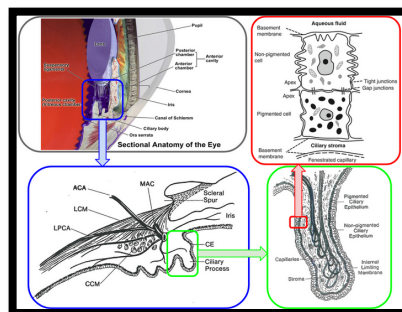 Pupil
Posterior
chamber
Anterior
cavity
Anterior
chamber
Cornea
Iris
Canal of Schlemm
Ciliary body
Ora serrata
Sectional Anatomy of the Eye
Aqueous fluid
Basement
membrane
Non-pigmented
cell
Apex
Tight junctions
Gap junctions
Apex
Pigmented
cell
Ciliary stroma
Basement
membrane
Fenestrated capillary
ACA
MAC
LCM
LPCA
Scleral
Spur
Iris
CE
Ciliary
Process
CCM
Pigmented
Ciliary
Epithelium
Non-pigmented
Ciliary
Epithelium
Capillaries
Internal
Limiting
Membrane
Stroma